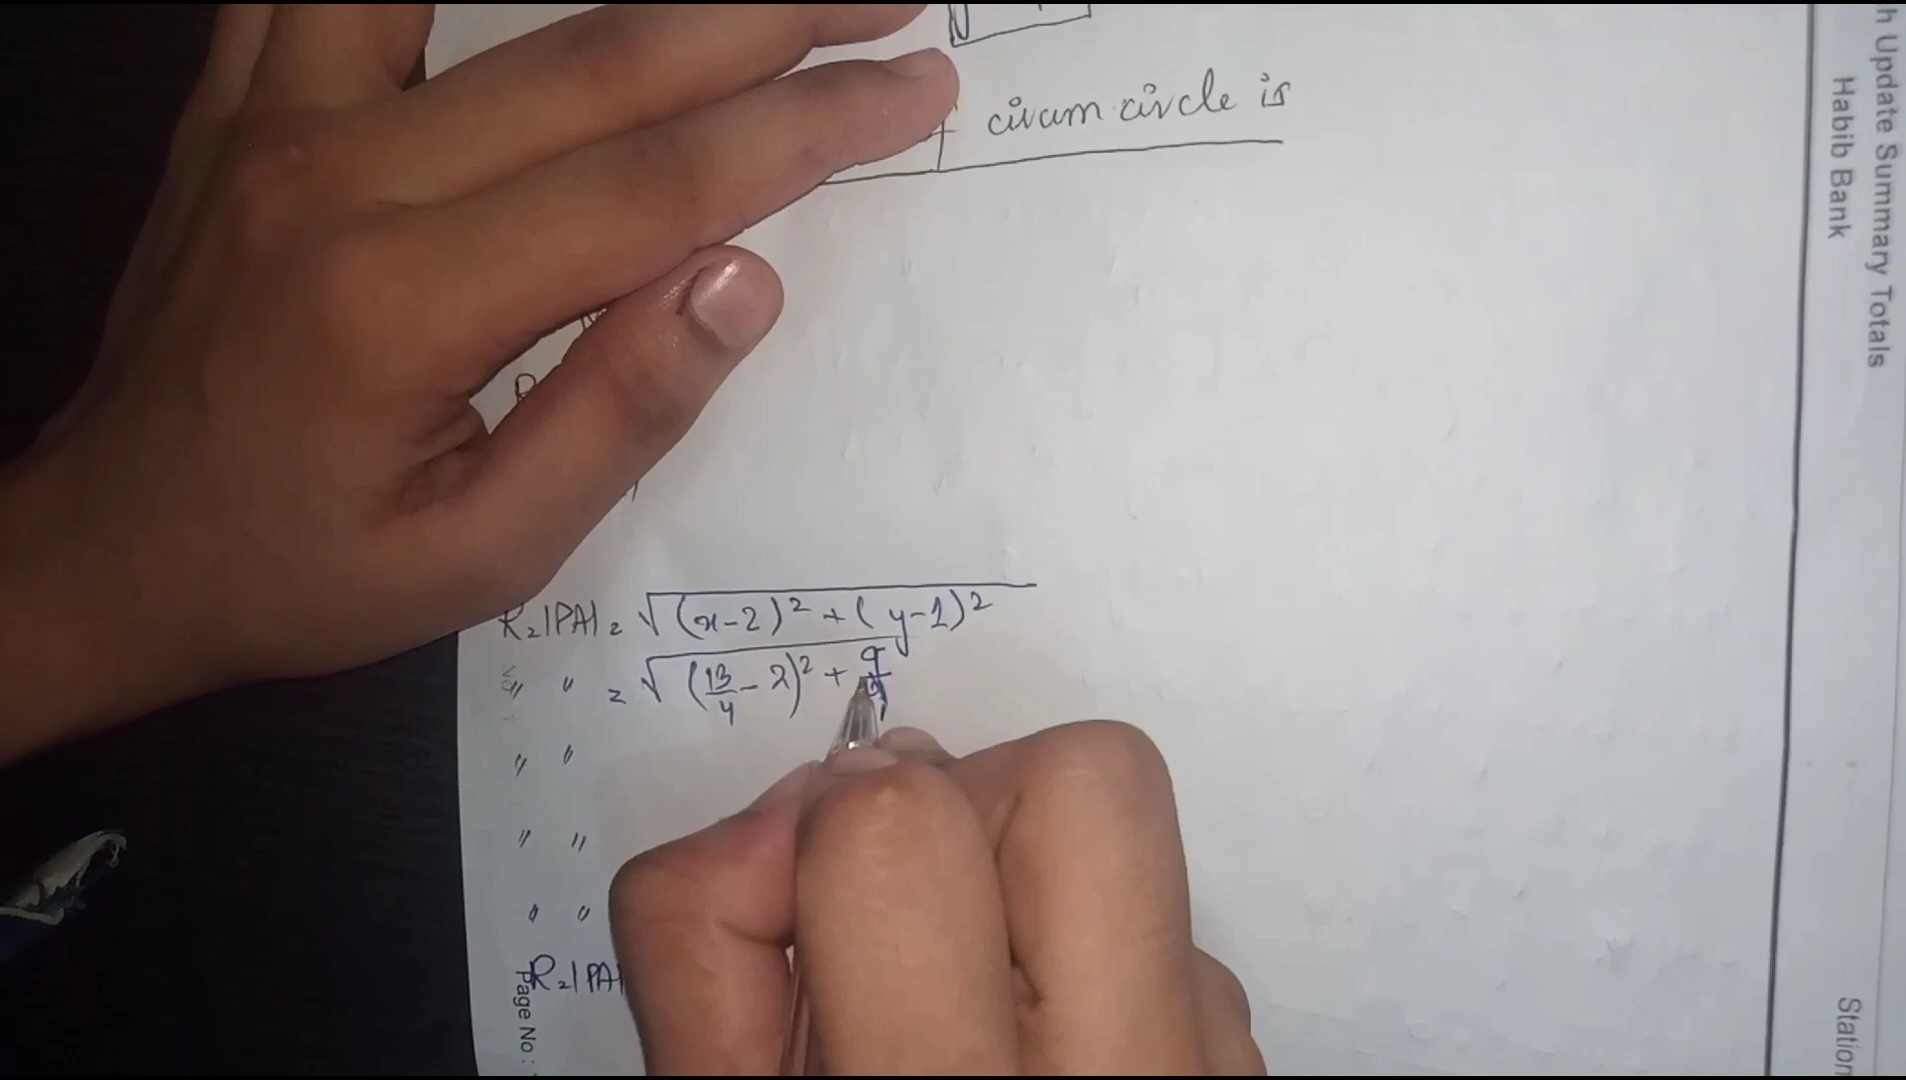 circum circle is
R=|PA|= √(x-2)²+(y-1)²
" " = √(13/4 - 2)² +
" "
" "
" "
R=|PA|
Page No :
h Update Summary Totals
Habib Bank
Station